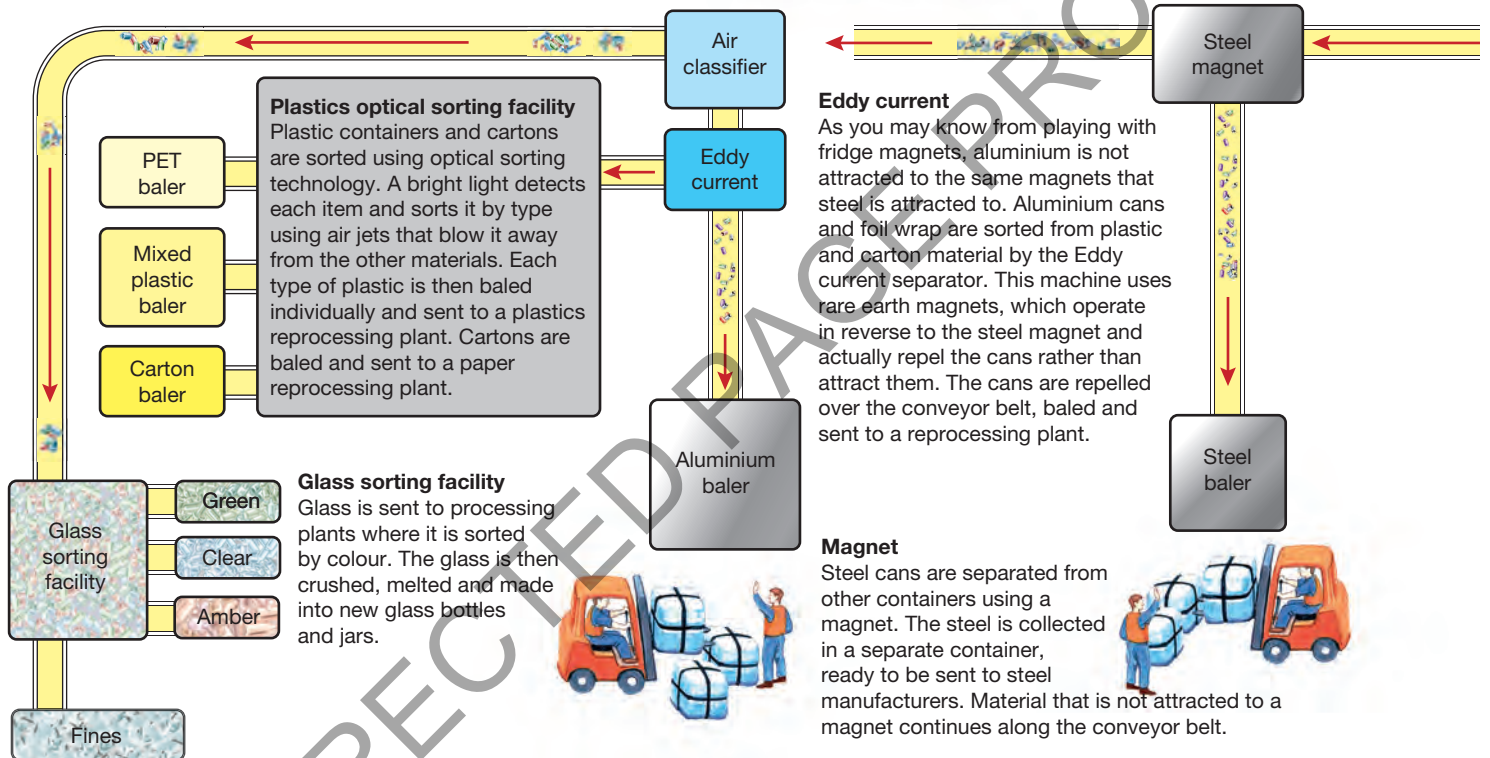 Air
classifier
Steel
magnet
Plastics optical sorting facility
Plastic containers and cartons
are sorted using optical sorting
technology. A bright light detects
each item and sorts it by type
using air jets that blow it away
from the other materials. Each
type of plastic is then baled
individually and sent to a plastics
reprocessing plant. Cartons are
baled and sent to a paper
reprocessing plant.
PET
baler
Mixed
plastic
baler
Carton
baler
Eddy
current
Eddy current
As you may know from playing with
fridge magnets, aluminium is not
attracted to the same magnets that
steel is attracted to. Aluminium cans
and foil wrap are sorted from plastic
and carton material by the Eddy
current separator. This machine uses
rare earth magnets, which operate
in reverse to the steel magnet and
actually repel the cans rather than
attract them. The cans are repelled
over the conveyor belt, baled and
sent to a reprocessing plant.
Aluminium
baler
Steel
baler
Glass
sorting
facility
Green
Clear
Amber
Fines
Glass sorting facility
Glass is sent to processing
plants where it is sorted
by colour. The glass is then
crushed, melted and made
into new glass bottles
and jars.
Magnet
Steel cans are separated from
other containers using a
magnet. The steel is collected
in a separate container,
ready to be sent to steel
manufacturers. Material that is not attracted to a
magnet continues along the conveyor belt.
RECTED PAGE PRO